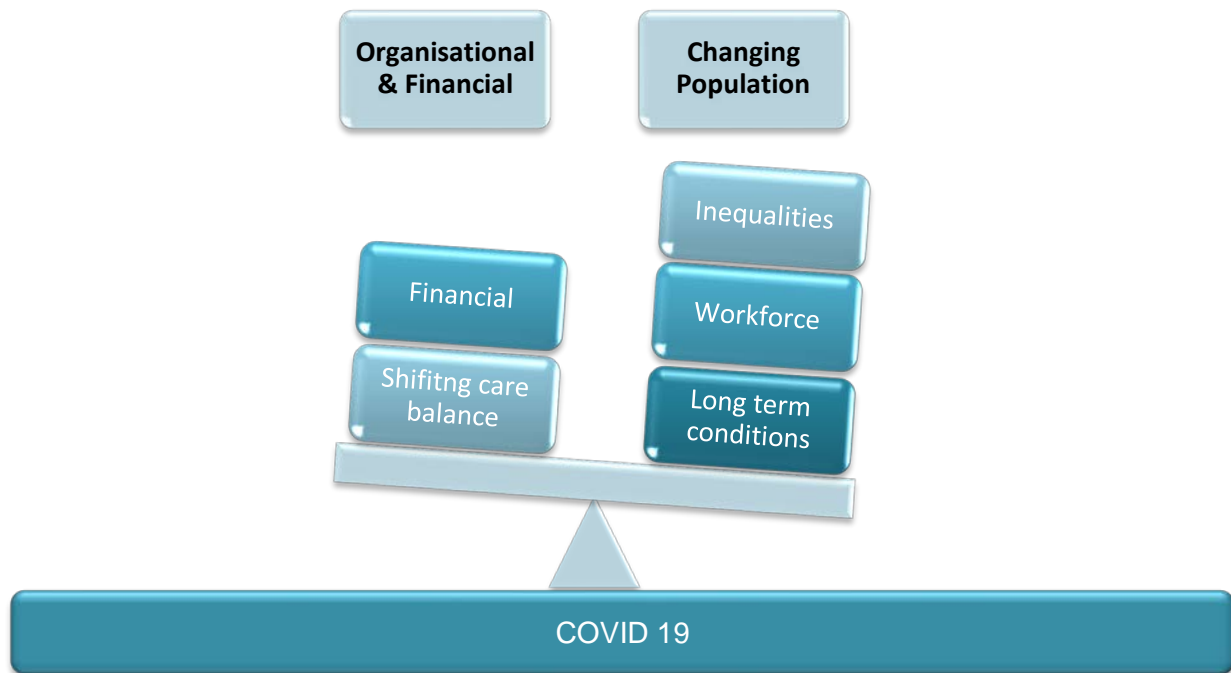 Organisational
& Financial
Changing
Population
Inequalities
Financial
Workforce
Shifitng care
balance
Long term
conditions
COVID 19